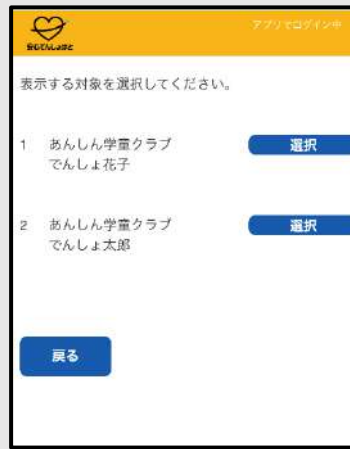 安心でんしょばと
アプリでログイン中
表示する対象を選択してください。
1 あんしん学童クラブ 選択
でんしょ花子
2 あんしん学童クラブ 選択
でんしょ太郎
戻る